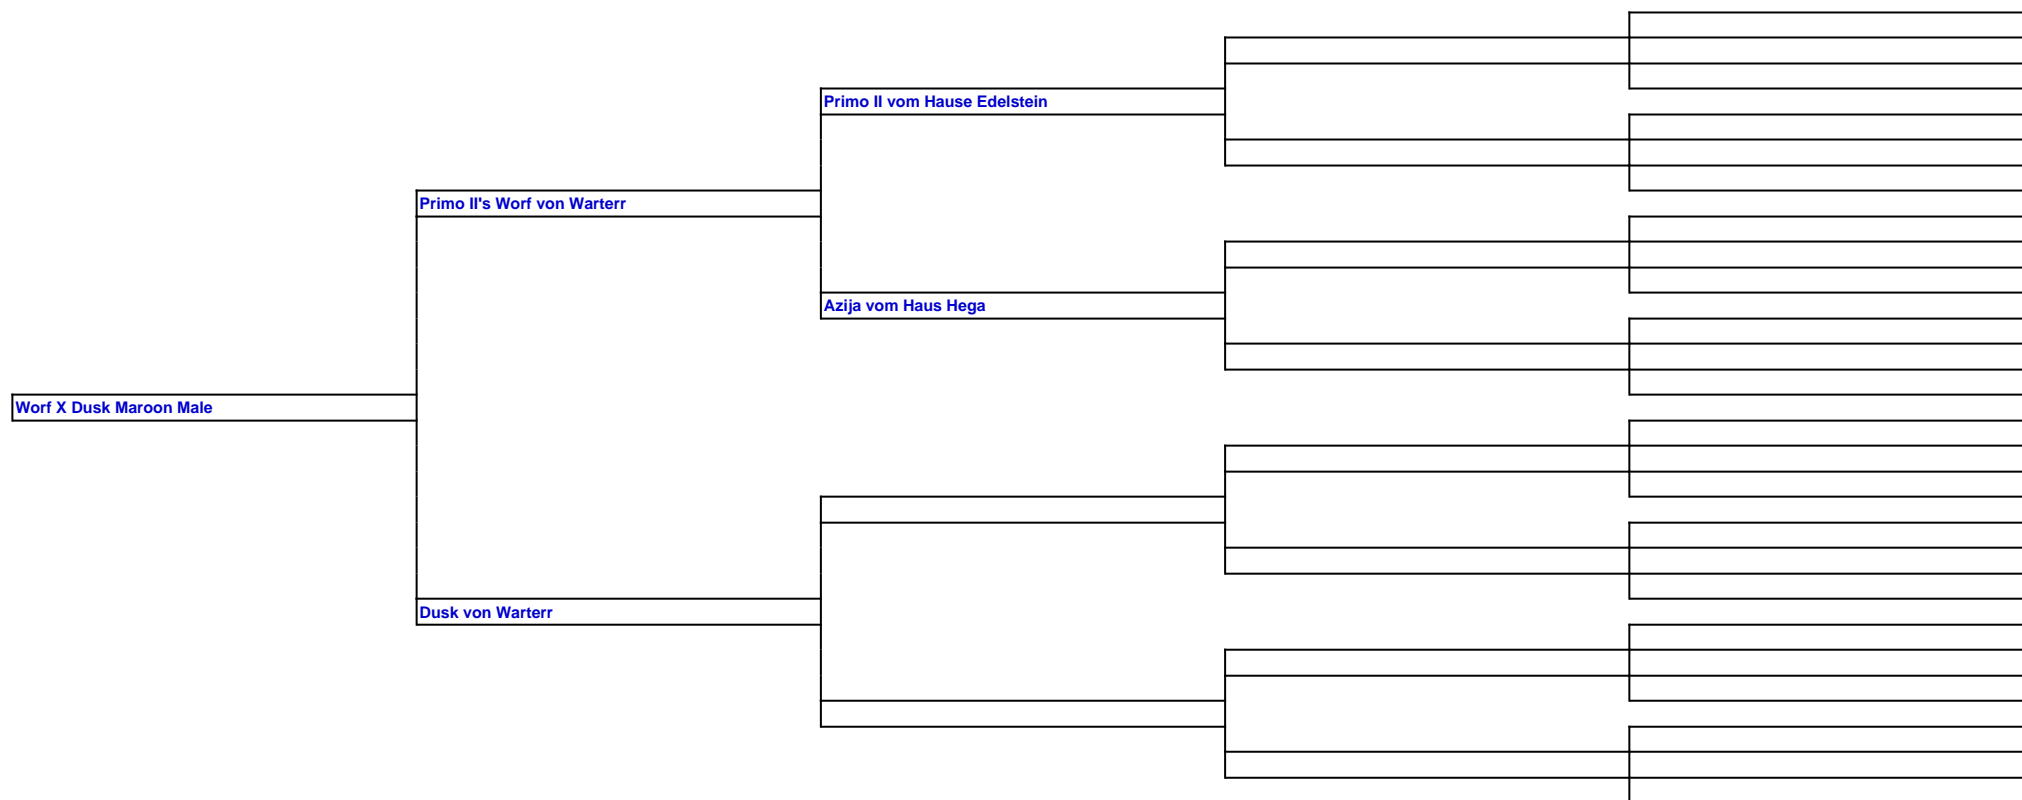 Primo II vom Hause Edelstein
Primo II's Worf von Warterr
Azija vom Haus Hega
Worf X Dusk Maroon Male
Dusk von Warterr